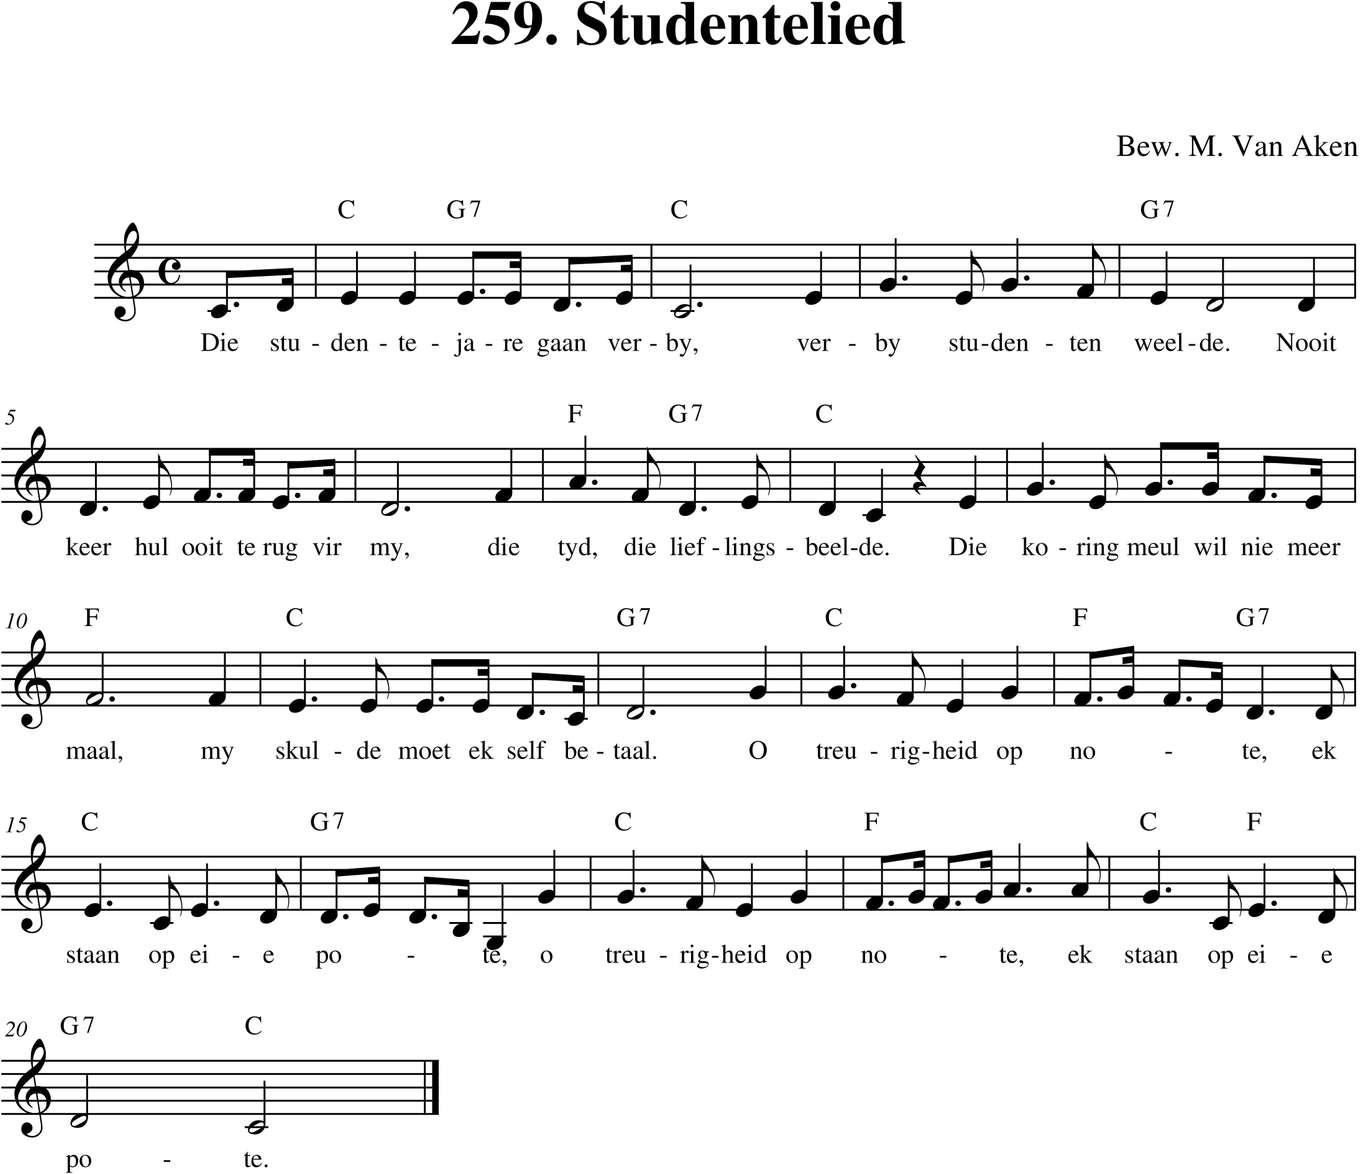 259. Studentelied
Bew. M. Van Aken
C G7 C G7
Die stu - den - te - ja - re gaan ver - by, ver - by stu - den - ten weel - de. Nooit
5 F G7 C
keer hul ooit te rug vir my, die tyd, die lief - lings - beel - de. Die ko - ring meul wil nie meer
10 F C G7 C F G7
maal, my skul - de moet ek self be - taal. O treu - rig - heid op no - te, ek
15 C G7 C F C F
staan op ei - e po - te, o treu - rig - heid op no - te, ek staan op ei - e
20 G7 C
po - te.